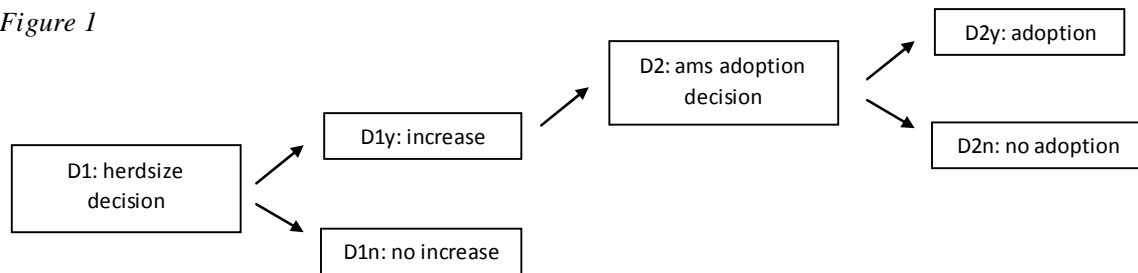 Figure 1
D1: herdsize
decision
D1y: increase
D1n: no increase
D2: ams adoption
decision
D2y: adoption
D2n: no adoption